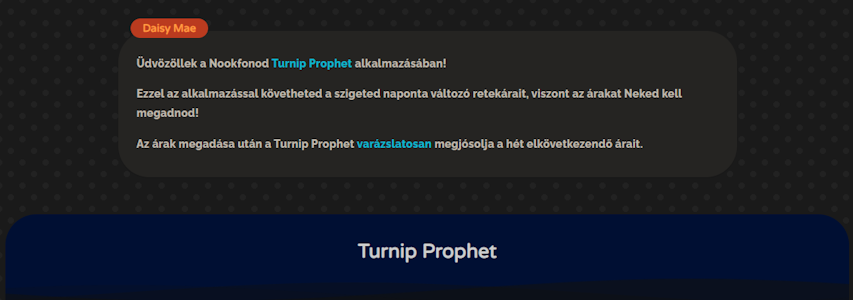 Daisy Mae
Üdvözöllek a Nookfonod Turnip Prophet alkalmazásában!
Ezzel az alkalmazással követheted a szigeted naponta változó retekárait, viszont az árakat Neked kell
megadnod!
Az árak megadása után a Turnip Prophet varázslatosan megjósolja a hét elkövetkezendő árait.
Turnip Prophet